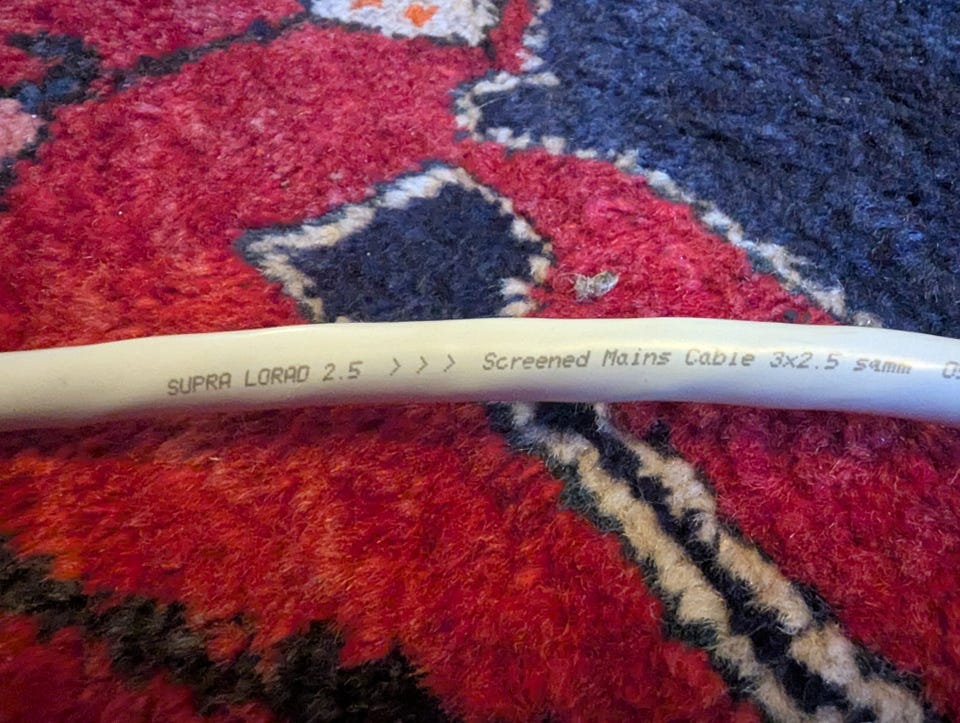 SUPRA LORAD 2.5 >>> Screened Mains Cable 3x2.5 sqmm